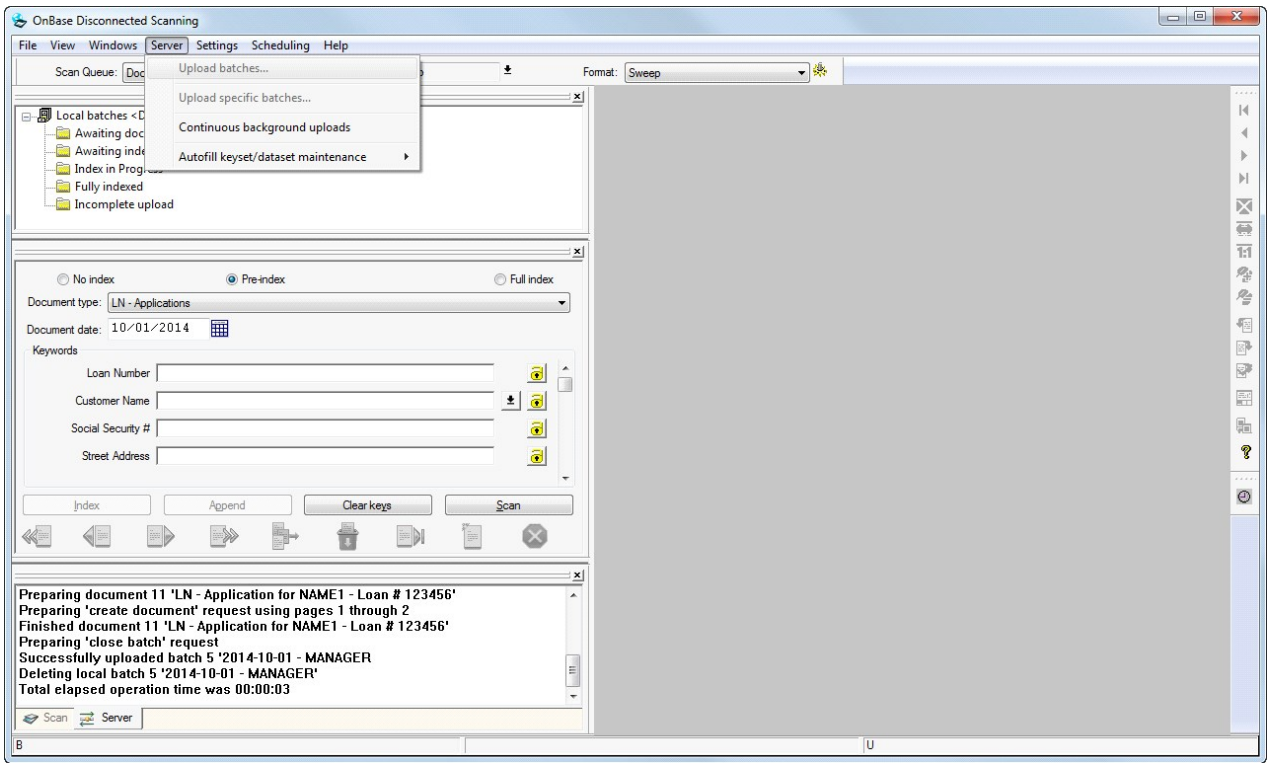 OnBase Disconnected Scanning
File View Windows Server Settings Scheduling Help
Scan Queue: Doc
Format: Sweep
Upload batches...
Upload specific batches...
Continuous background uploads
Autofill keyset/dataset maintenance
Local batches <D
Awaiting doc
Awaiting inde
Index in Progress
Fully indexed
Incomplete upload
No index Pre-index Full index
Document type: LN - Applications
Document date: 10/01/2014
Keywords
Loan Number
Customer Name
Social Security #
Street Address
Index Append Clear keys Scan
Preparing document 11 'LN - Application for NAME1 - Loan # 123456'
Preparing 'create document' request using pages 1 through 2
Finished document 11 'LN - Application for NAME1 - Loan # 123456'
Preparing 'close batch' request
Successfully uploaded batch 5 '2014-10-01 - MANAGER
Deleting local batch 5 '2014-10-01 - MANAGER'
Total elapsed operation time was 00:00:03
Scan Server
B U
1:1